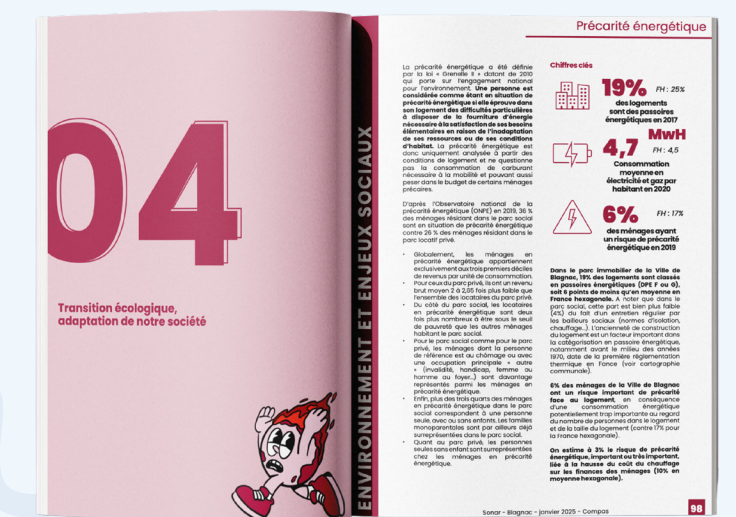 04
Transition écologique,
adaptation de notre société
ENVIRONNEMENT ET ENJEUX SOCIAUX
Précarité énergétique
La précarité énergétique a été définie
par la loi « Grenelle II » datant de 2010
qui porte sur l'engagement national
pour l'environnement. Une personne est
considérée comme étant en situation de
précarité énergétique si elle éprouve dans
son logement des difficultés particulières
à disposer de la fourniture d'énergie
nécessaire à la satisfaction de ses besoins
élémentaires en raison de l'inadaptation
de ses ressources ou de ses conditions
d'habitat. La précarité énergétique est
donc uniquement analysée à partir des
conditions de logement et ne questionne
pas la consommation de carburant
nécessaire à la mobilité et pouvant aussi
peser dans le budget de certains ménages
précaires.
D'après l'Observatoire national de la
précarité énergétique (ONPE) en 2019, 36 %
des ménages résidant dans le parc social
sont en situation de précarité énergétique
contre 26 % des ménages résidant dans le
parc locatif privé.
• Globalement, les ménages en
précarité énergétique appartiennent
exclusivement aux trois premiers déciles
de revenus par unité de consommation.
• Pour ceux du parc privé, ils ont un revenu
brut moyen 2 à 2,65 fois plus faible que
l'ensemble des locataires du parc privé.
• Du côté du parc social, les locataires
en précarité énergétique sont deux
fois plus nombreux à être sous le seuil
de pauvreté que les autres ménages
habitant le parc social.
• Pour le parc social comme pour le parc
privé, les ménages dont la personne
de référence est au chômage ou avec
une occupation principale « autre
» (invalidité, handicap, femme ou
homme au foyer…) sont davantage
représentés parmi les ménages en
précarité énergétique.
• Enfin, plus des trois quarts des ménages
en précarité énergétique dans le parc
social correspondent à une personne
seule, avec ou sans enfants. Les familles
monoparentales sont par ailleurs déjà
surreprésentées dans le parc social.
• Quant au parc privé, les personnes
seules sans enfant sont surreprésentées
chez les ménages en précarité
énergétique.
Chiffres clés
19% FH : 25%
des logements
sont des passoires
énergétiques en 2017
MwH
4,7 FH : 4,5
Consommation
moyenne en
électricité et gaz par
habitant en 2020
6% FH : 17%
des ménages ayant
un risque de précarité
énergétique en 2019
Dans le parc immobilier de la Ville de
Blagnac, 19% des logements sont classés
en passoires énergétiques (DPE F ou G),
soit 6 points de moins qu'en moyenne en
France hexagonale. A noter que dans le
parc social, cette part est bien plus faible
(4%) du fait d'un entretien régulier par
les bailleurs sociaux (normes d'isolation,
chauffage…). L'ancienneté de construction
du logement est un facteur important dans
la catégorisation en passoire énergétique,
notamment avant le milieu des années
1970, date de la première réglementation
thermique en France (voir cartographie
communale).
6% des ménages de la Ville de Blagnac
ont un risque important de précarité
face au logement, en conséquence
d'une consommation énergétique
potentiellement trop importante au regard
du nombre de personnes dans le logement
et de la taille du logement (contre 17% pour
la France hexagonale).
On estime à 3% le risque de précarité
énergétique, important ou très important,
liée à la hausse du coût du chauffage
sur les finances des ménages (10% en
moyenne hexagonale).
Sonar - Blagnac - janvier 2025 - Compas
98